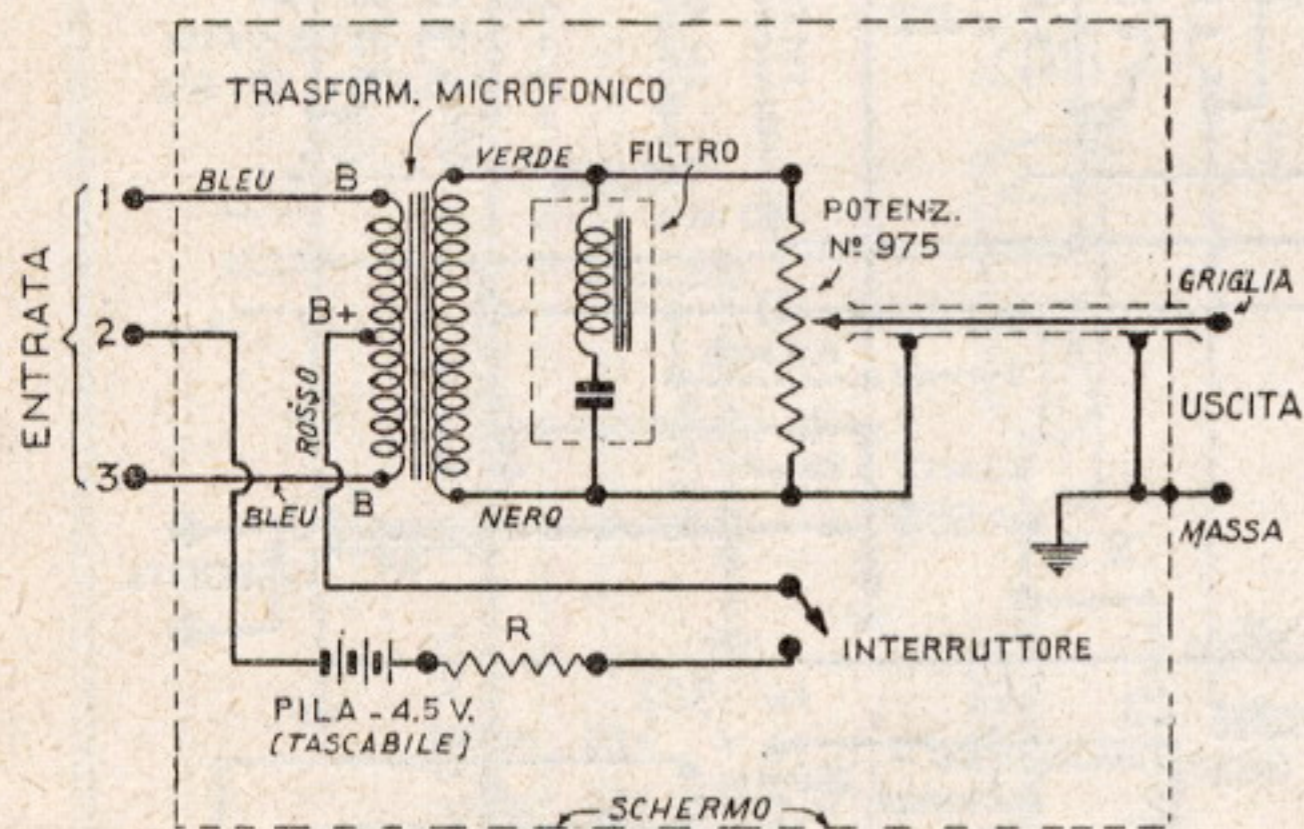 TRASFORM. MICROFONICO
ENTRATA
1
BLEU
B
VERDE
FILTRO
POTENZ.
Nº 975
GRIGLIA
2
B+
ROSSO
USCITA
3
BLEU
B
NERO
MASSA
R
INTERRUTTORE
PILA - 4,5 V.
(TASCABILE)
SCHERMO